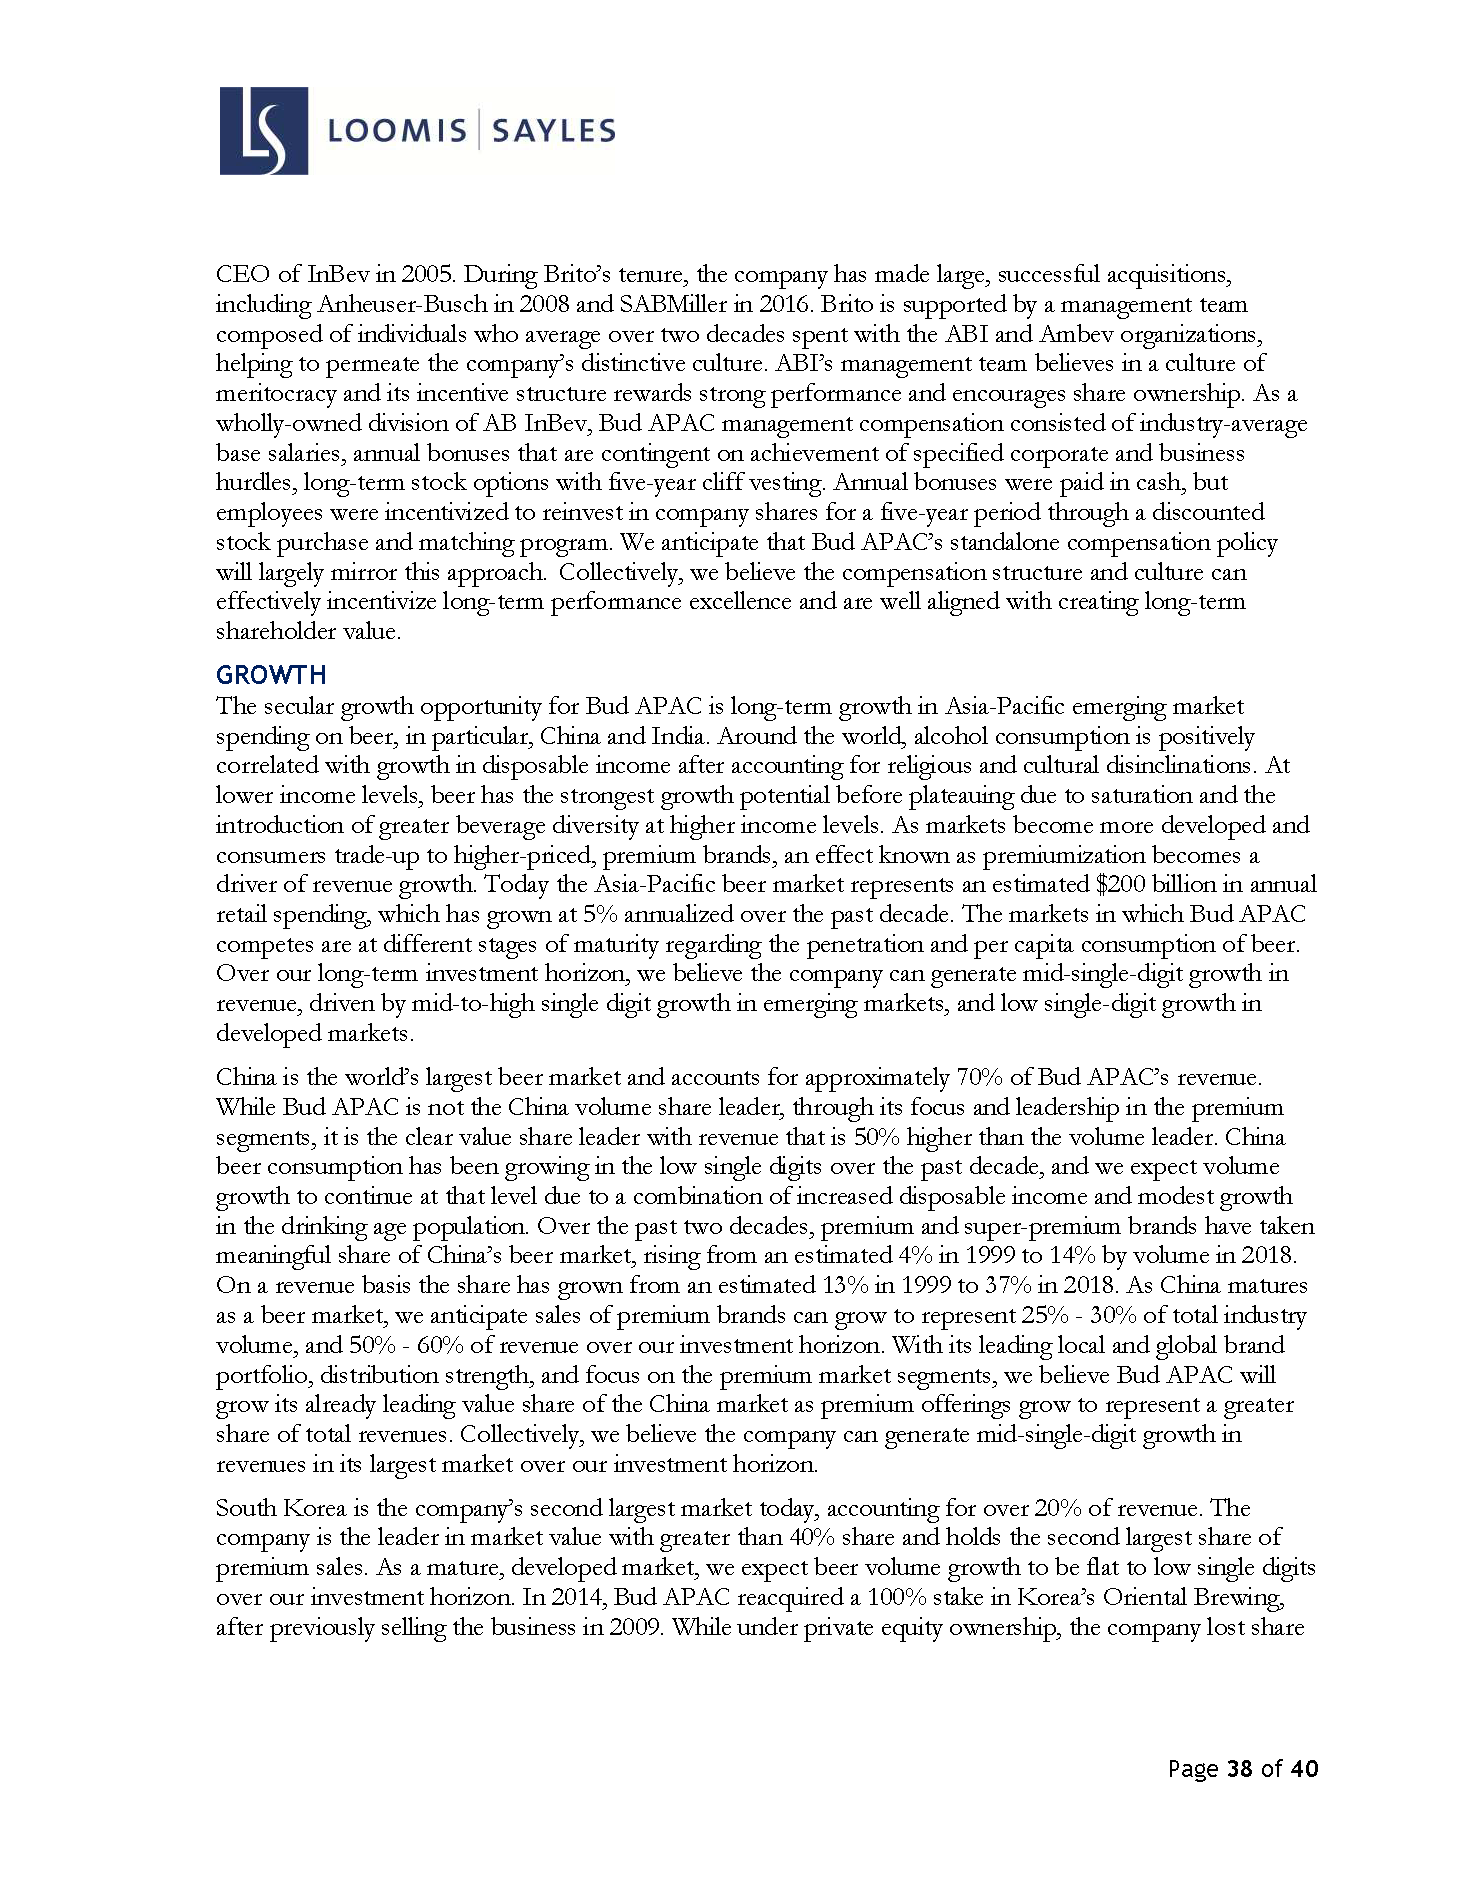 LS LOOMIS | SAYLES
CEO of InBev in 2005. During Brito’s tenure, the company has made large, successful acquisitions,
including Anheuser-Busch in 2008 and SABMiller in 2016. Brito is supported by a management team
composed of individuals who average over two decades spent with the ABI and Ambev organizations,
helping to permeate the company’s distinctive culture. ABI’s management team believes in a culture of
meritocracy and its incentive structure rewards strong performance and encourages share ownership. As a
wholly-owned division of AB InBev, Bud APAC management compensation consisted of industry-average
base salaries, annual bonuses that are contingent on achievement of specified corporate and business
hurdles, long-term stock options with five-year cliff vesting. Annual bonuses were paid in cash, but
employees were incentivized to reinvest in company shares for a five-year period through a discounted
stock purchase and matching program. We anticipate that Bud APAC’s standalone compensation policy
will largely mirror this approach.  Collectively, we believe the compensation structure and culture can
effectively incentivize long-term performance excellence and are well aligned with creating long-term
shareholder value.
GROWTH
The secular growth opportunity for Bud APAC is long-term growth in Asia-Pacific emerging market
spending on beer, in particular, China and India. Around the world, alcohol consumption is positively
correlated with growth in disposable income after accounting for religious and cultural disinclinations. At
lower income levels, beer has the strongest growth potential before plateauing due to saturation and the
introduction of greater beverage diversity at higher income levels. As markets become more developed and
consumers trade-up to higher-priced, premium brands, an effect known as premiumization becomes a
driver of revenue growth. Today the Asia-Pacific beer market represents an estimated $200 billion in annual
retail spending, which has grown at 5% annualized over the past decade. The markets in which Bud APAC
competes are at different stages of maturity regarding the penetration and per capita consumption of beer.
Over our long-term investment horizon, we believe the company can generate mid-single-digit growth in
revenue, driven by mid-to-high single digit growth in emerging markets, and low single-digit growth in
developed markets.
China is the world’s largest beer market and accounts for approximately 70% of Bud APAC’s revenue.
While Bud APAC is not the China volume share leader, through its focus and leadership in the premium
segments, it is the clear value share leader with revenue that is 50% higher than the volume leader. China
beer consumption has been growing in the low single digits over the past decade, and we expect volume
growth to continue at that level due to a combination of increased disposable income and modest growth
in the drinking age population. Over the past two decades, premium and super-premium brands have taken
meaningful share of China’s beer market, rising from an estimated 4% in 1999 to 14% by volume in 2018.
On a revenue basis the share has grown from an estimated 13% in 1999 to 37% in 2018. As China matures
as a beer market, we anticipate sales of premium brands can grow to represent 25% - 30% of total industry
volume, and 50% - 60% of revenue over our investment horizon. With its leading local and global brand
portfolio, distribution strength, and focus on the premium market segments, we believe Bud APAC will
grow its already leading value share of the China market as premium offerings grow to represent a greater
share of total revenues. Collectively, we believe the company can generate mid-single-digit growth in
revenues in its largest market over our investment horizon.
South Korea is the company’s second largest market today, accounting for over 20% of revenue. The
company is the leader in market value with greater than 40% share and holds the second largest share of
premium sales. As a mature, developed market, we expect beer volume growth to be flat to low single digits
over our investment horizon. In 2014, Bud APAC reacquired a 100% stake in Korea’s Oriental Brewing,
after previously selling the business in 2009. While under private equity ownership, the company lost share
Page 38 of 40